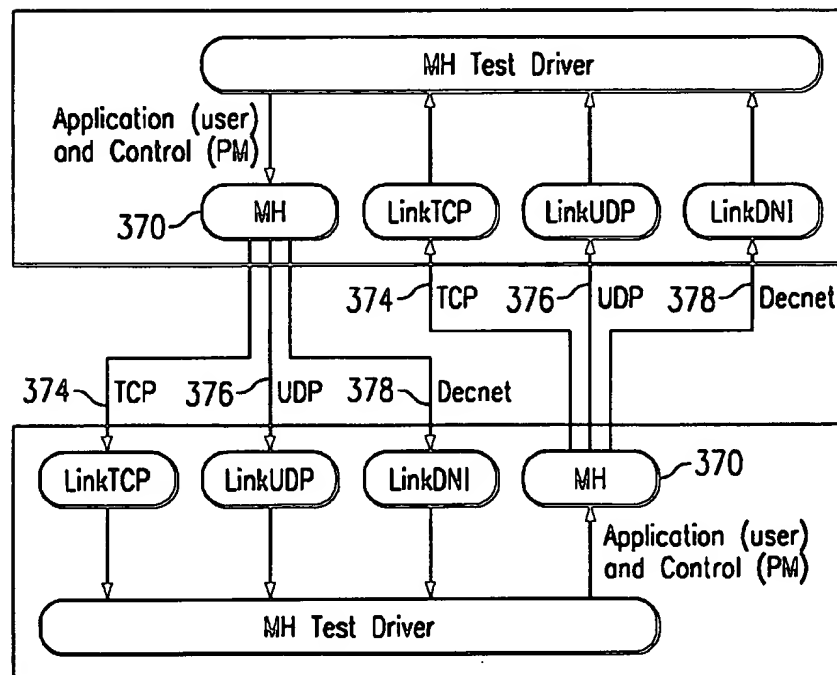 MH Test Driver
Application (user)
and Control (PM)
370
MH
LinkTCP
LinkUDP
LinkDNI
374
TCP
376
UDP
378
Decnet
374
TCP
376
UDP
378
Decnet
LinkTCP
LinkUDP
LinkDNI
MH
370
Application (user)
and Control (PM)
MH Test Driver